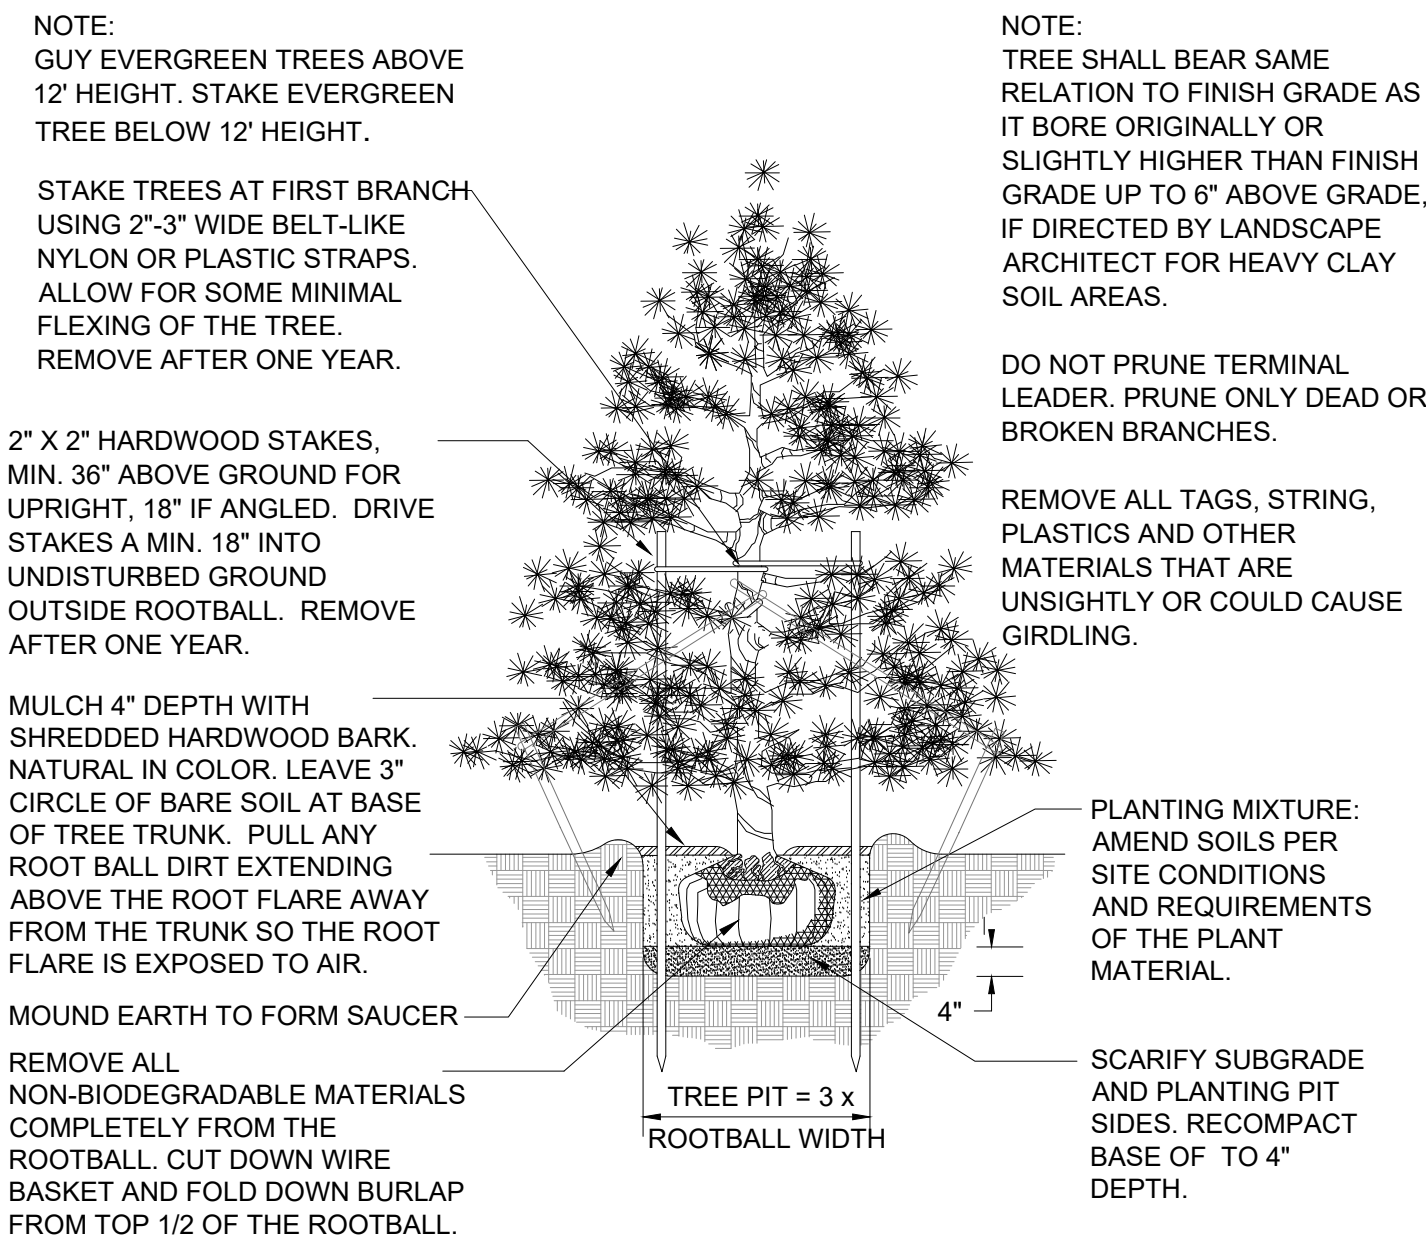 NOTE:
GUY EVERGREEN TREES ABOVE
12' HEIGHT. STAKE EVERGREEN
TREE BELOW 12' HEIGHT.
STAKE TREES AT FIRST BRANCH
USING 2"-3" WIDE BELT-LIKE
NYLON OR PLASTIC STRAPS.
ALLOW FOR SOME MINIMAL
FLEXING OF THE TREE.
REMOVE AFTER ONE YEAR.
2" X 2" HARDWOOD STAKES,
MIN. 36" ABOVE GROUND FOR
UPRIGHT, 18" IF ANGLED. DRIVE
STAKES A MIN. 18" INTO
UNDISTURBED GROUND
OUTSIDE ROOTBALL. REMOVE
AFTER ONE YEAR.
MULCH 4" DEPTH WITH
SHREDDED HARDWOOD BARK.
NATURAL IN COLOR. LEAVE 3"
CIRCLE OF BARE SOIL AT BASE
OF TREE TRUNK. PULL ANY
ROOT BALL DIRT EXTENDING
ABOVE THE ROOT FLARE AWAY
FROM THE TRUNK SO THE ROOT
FLARE IS EXPOSED TO AIR.
MOUND EARTH TO FORM SAUCER
REMOVE ALL
NON-BIODEGRADABLE MATERIALS
COMPLETELY FROM THE
ROOTBALL. CUT DOWN WIRE
BASKET AND FOLD DOWN BURLAP
FROM TOP 1/2 OF THE ROOTBALL.
TREE PIT = 3 x
ROOTBALL WIDTH
NOTE:
TREE SHALL BEAR SAME
RELATION TO FINISH GRADE AS
IT BORE ORIGINALLY OR
SLIGHTLY HIGHER THAN FINISH
GRADE UP TO 6" ABOVE GRADE,
IF DIRECTED BY LANDSCAPE
ARCHITECT FOR HEAVY CLAY
SOIL AREAS.
DO NOT PRUNE TERMINAL
LEADER. PRUNE ONLY DEAD OR
BROKEN BRANCHES.
REMOVE ALL TAGS, STRING,
PLASTICS AND OTHER
MATERIALS THAT ARE
UNSIGHTLY OR COULD CAUSE
GIRDLING.
PLANTING MIXTURE:
AMEND SOILS PER
SITE CONDITIONS
AND REQUIREMENTS
OF THE PLANT
MATERIAL.
4"
SCARIFY SUBGRADE
AND PLANTING PIT
SIDES. RECOMPACT
BASE OF TO 4"
DEPTH.